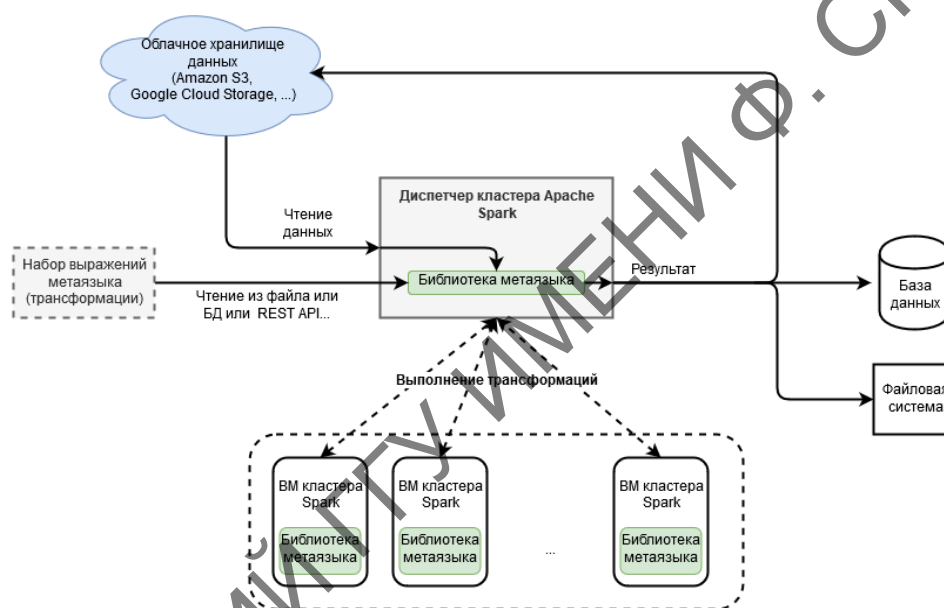 Облачное хранилище
данных
(Amazon S3,
Google Cloud Storage, ...)
Диспетчер кластера Apache
Spark
Чтение
данных
Набор выражений
метаязыка
(трансформации)
Библиотека метаязыка
Результат
Чтение из файла или
БД или REST API...
База
данных
Выполнение трансформаций
Файловая
система
ВМ кластера
Spark
Библиотека
метаязыка
ВМ кластера
Spark
Библиотека
метаязыка
...
ВМ кластера
Spark
Библиотека
метаязыка
ГГУ ИМЕНИ Ф.